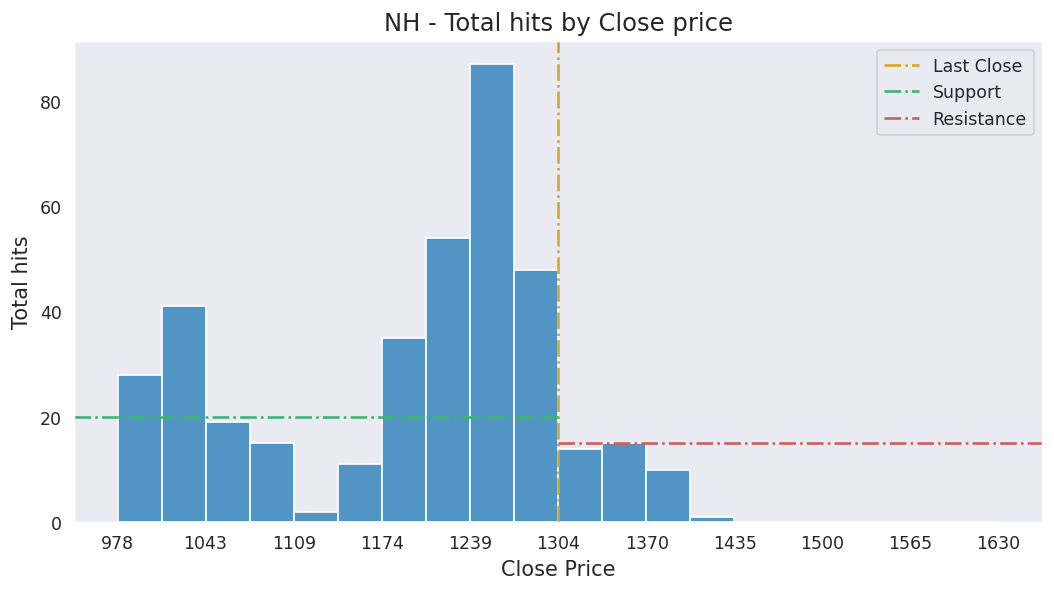 NH - Total hits by Close price
Last Close
Support
Resistance
Total hits
80
60
40
20
0
978 1043 1109 1174 1239 1304 1370 1435 1500 1565 1630
Close Price